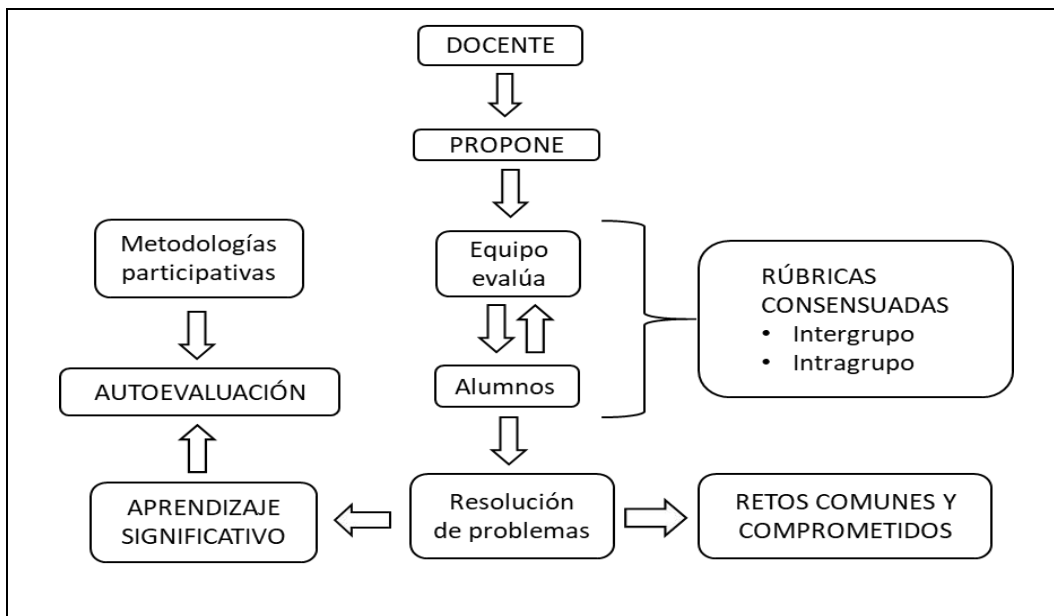 DOCENTE
PROPONE
Metodologías
participativas
Equipo
evalúa
RÚBRICAS
CONSENSUADAS
• Intergrupo
• Intragrupo
AUTOEVALUACIÓN
Alumnos
APRENDIZAJE
SIGNIFICATIVO
Resolución
de problemas
RETOS COMUNES Y
COMPROMETIDOS